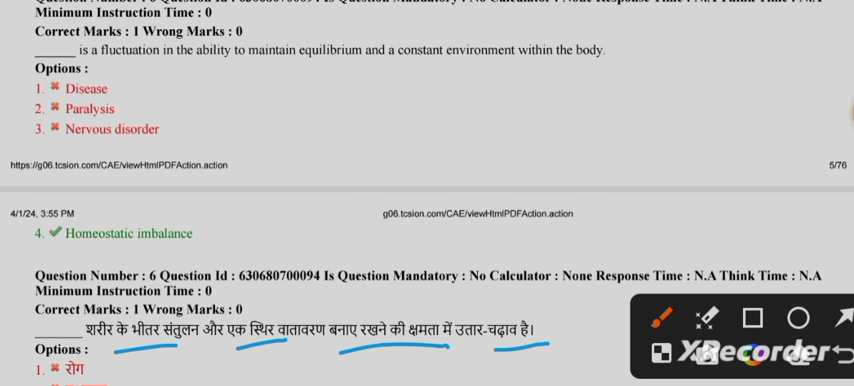 Minimum Instruction Time : 0
Correct Marks : 1 Wrong Marks : 0
______ is a fluctuation in the ability to maintain equilibrium and a constant environment within the body.
Options :
1. Disease
2. Paralysis
3. Nervous disorder
https://g06.tcsion.com/CAE/viewHtmlPDFAction.action 5/76
4/1/24, 3:55 PM g06.tcsion.com/CAE/viewHtmlPDFAction.action
4. Homeostatic imbalance
Question Number : 6 Question Id : 630680700094 Is Question Mandatory : No Calculator : None Response Time : N.A Think Time : N.A
Minimum Instruction Time : 0
Correct Marks : 1 Wrong Marks : 0
______ शरीर के भीतर संतुलन और एक स्थिर वातावरण बनाए रखने की क्षमता में उतार-चढ़ाव है।
Options :
1. रोग
XRecorder